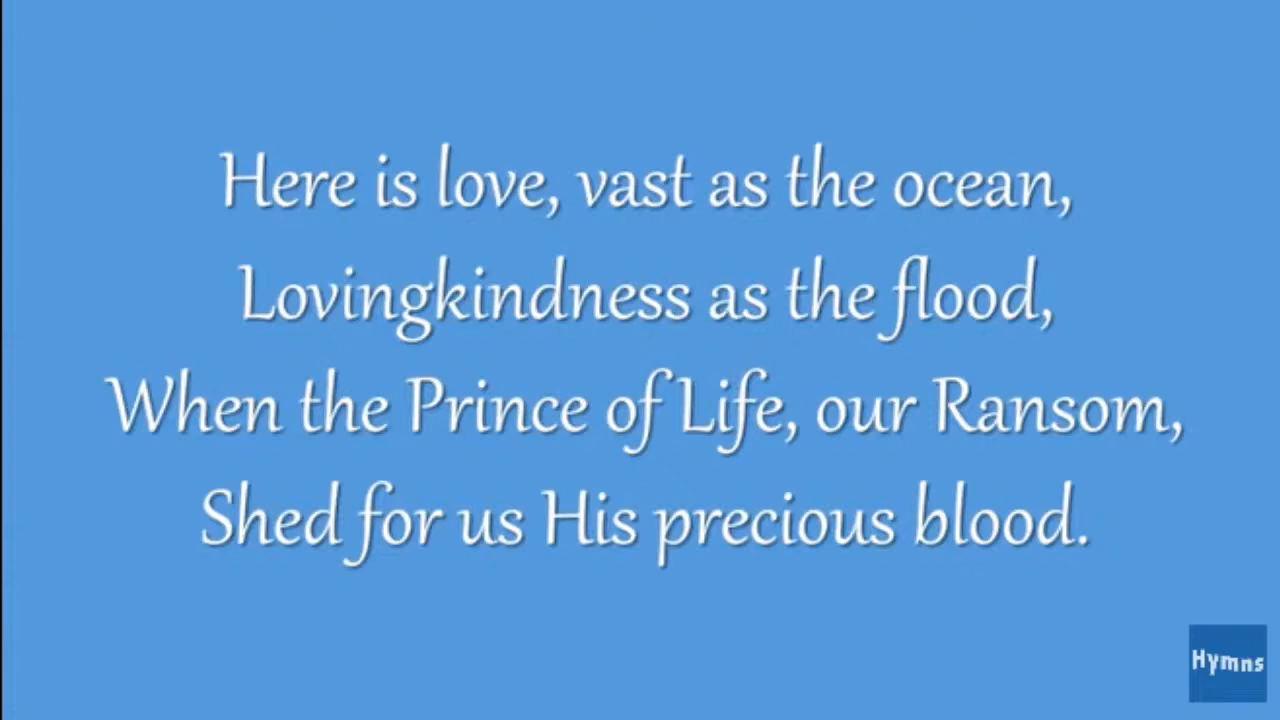 Here is love, vast as the ocean,
Lovingkindness as the flood,
When the Prince of Life, our Ransom,
Shed for us His precious blood.
Hymns